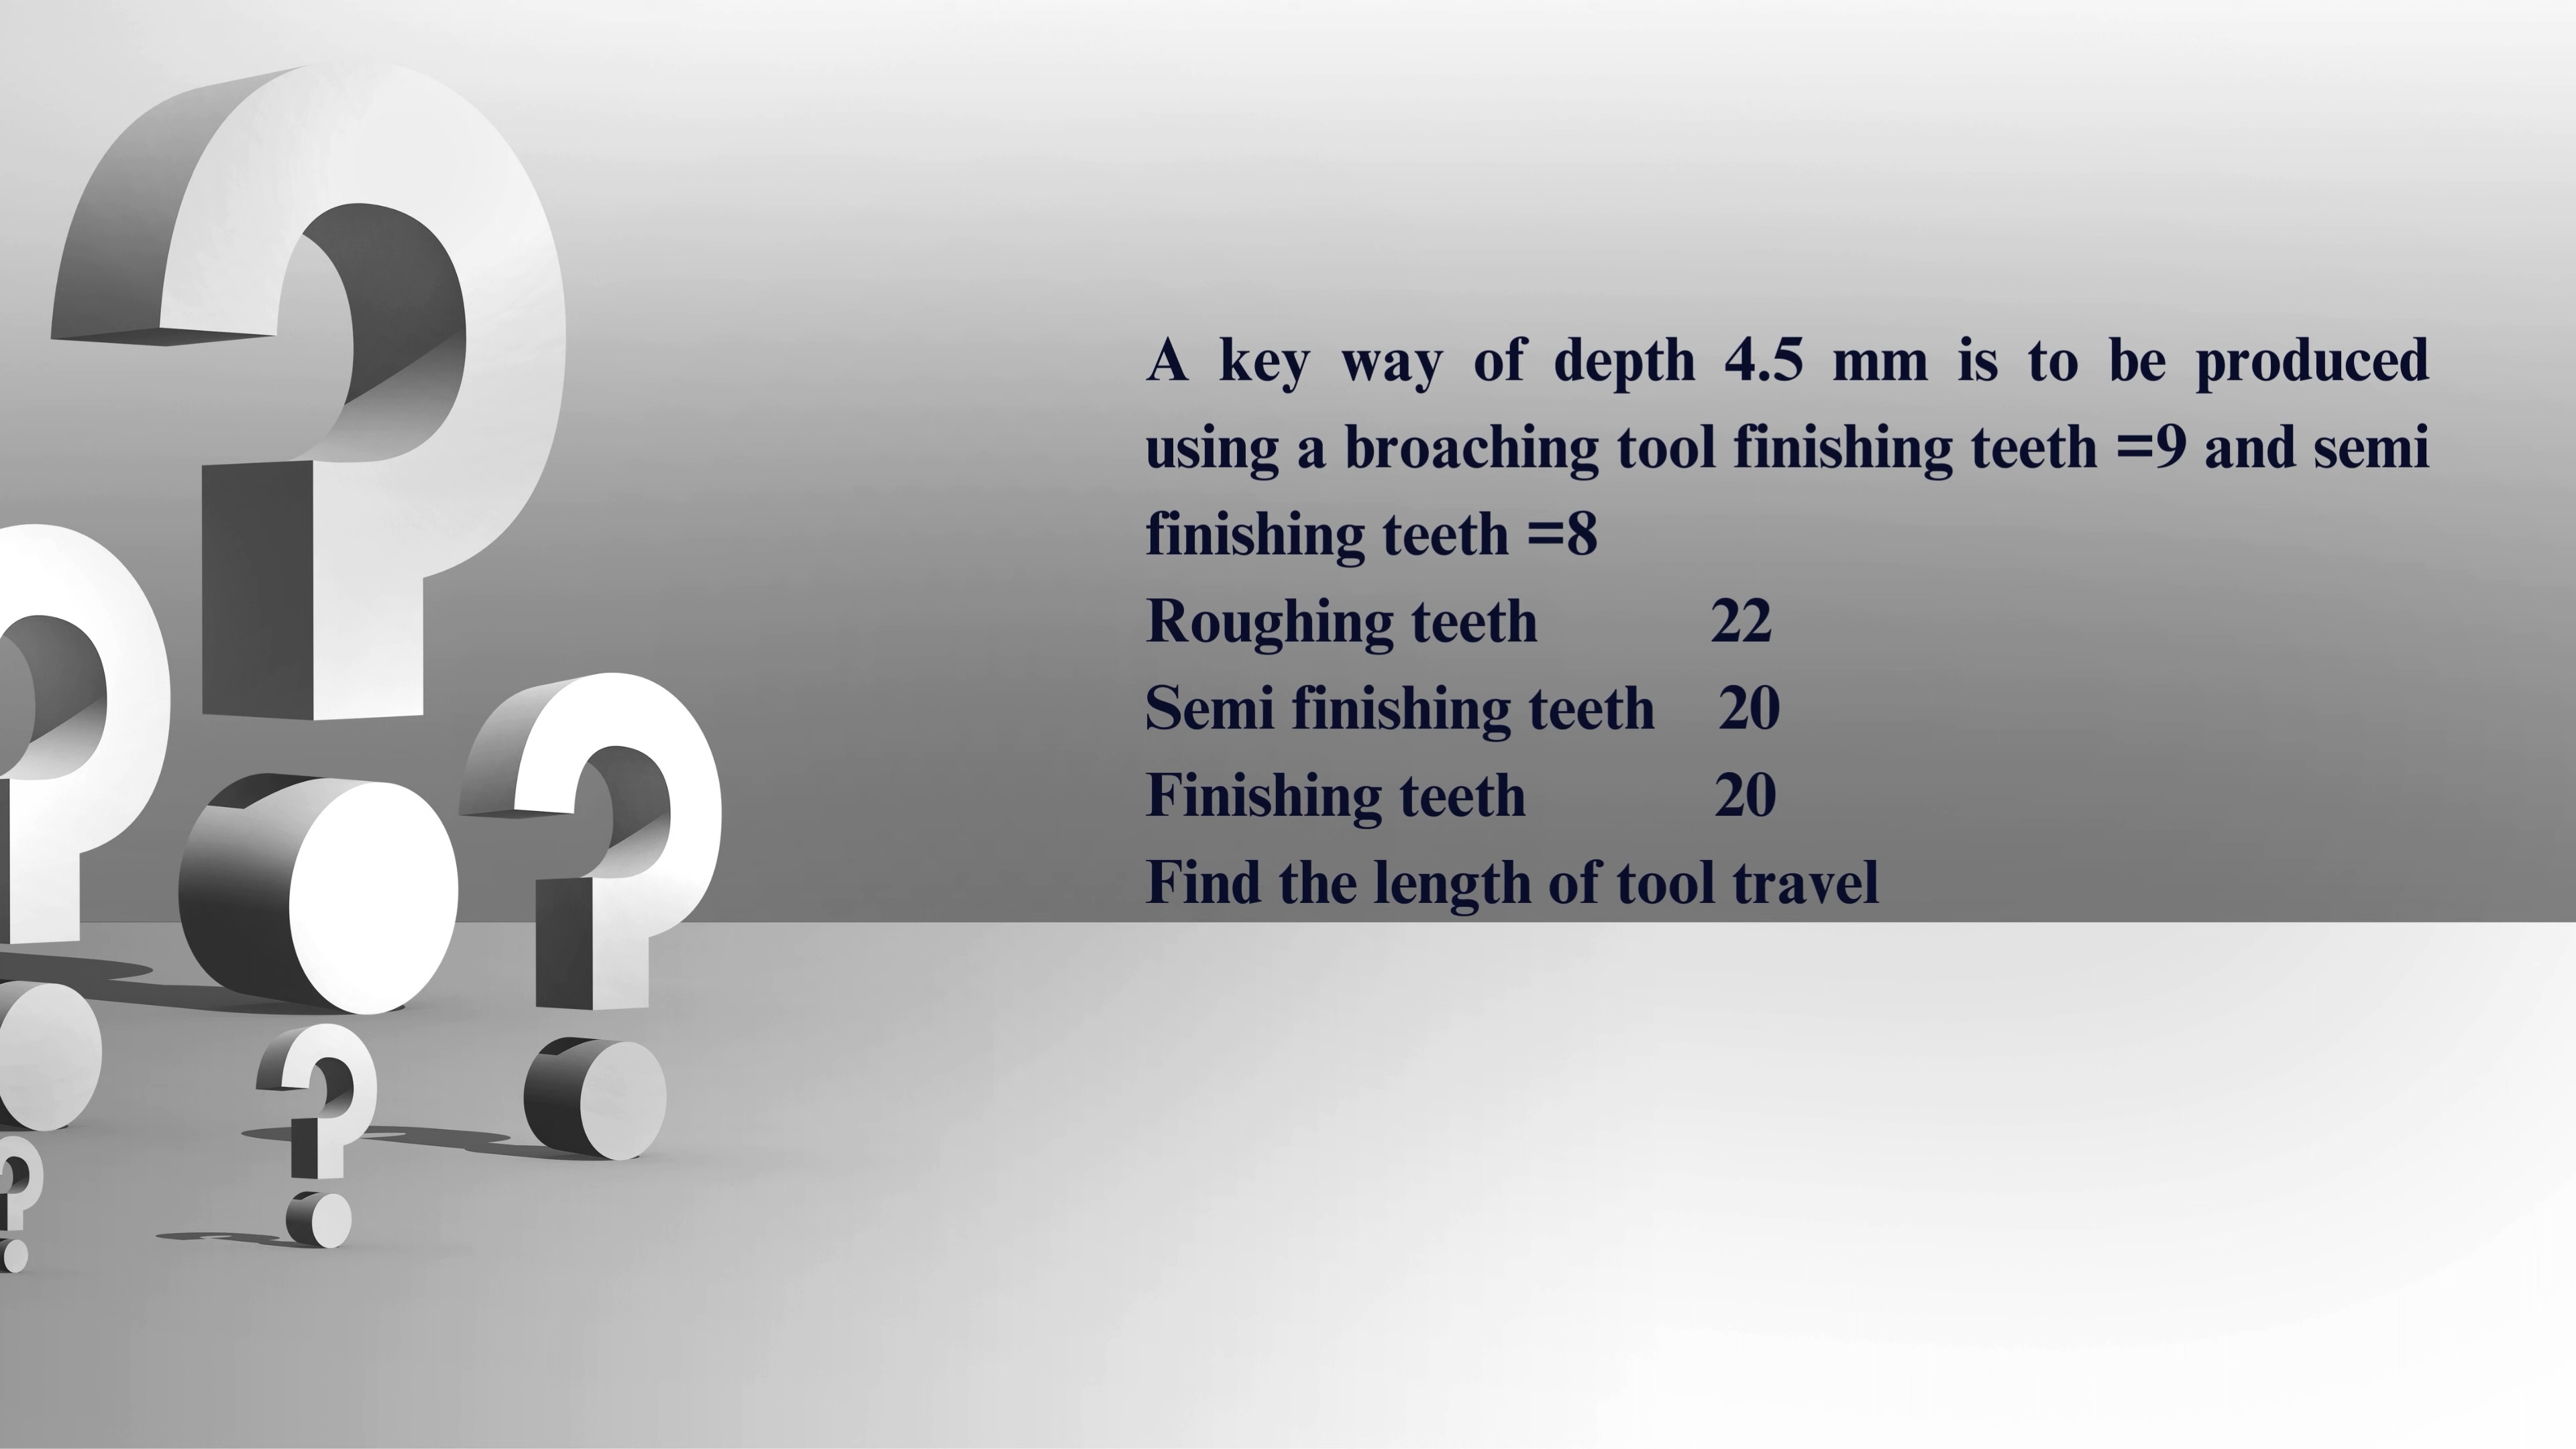 A key way of depth 4.5 mm is to be produced
using a broaching tool finishing teeth =9 and semi
finishing teeth =8
Roughing teeth 22
Semi finishing teeth 20
Finishing teeth 20
Find the length of tool travel